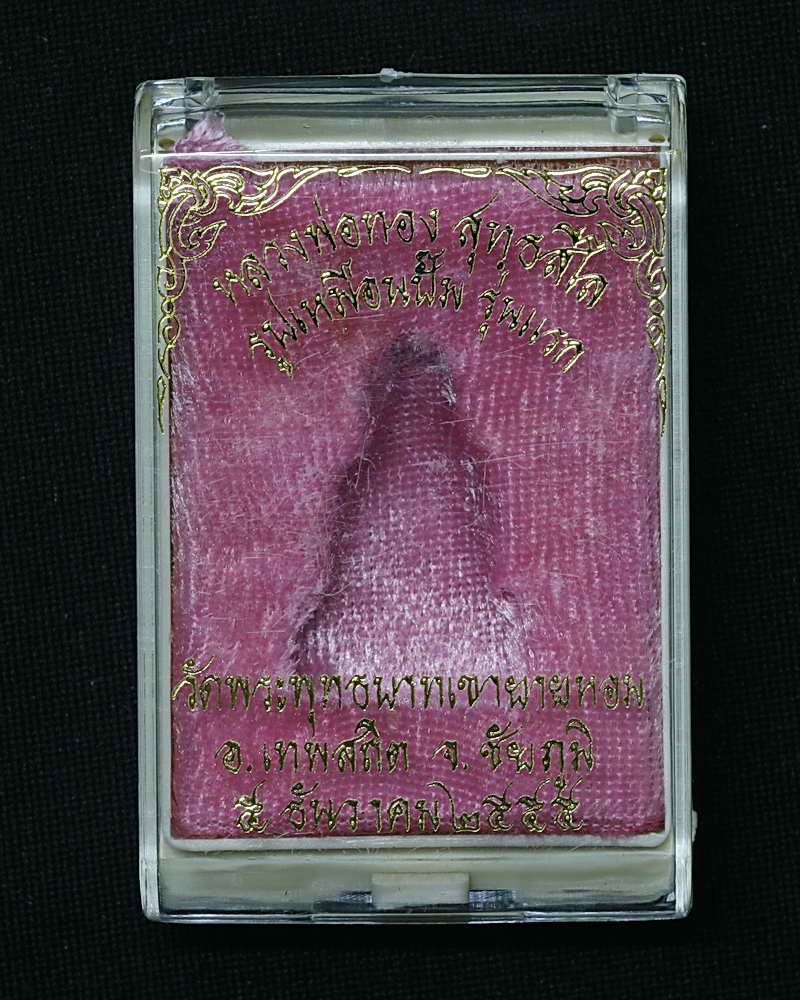 หลวงพ่อทอง สุทฺธสีโล
รูปเหมือนปั๊ม รุ่นแรก
วัดพระพุทธบาทเขายายหอม
อ.เทพสถิต จ.ชัยภูมิ
๕ ธันวาคม ๒๕๕๕